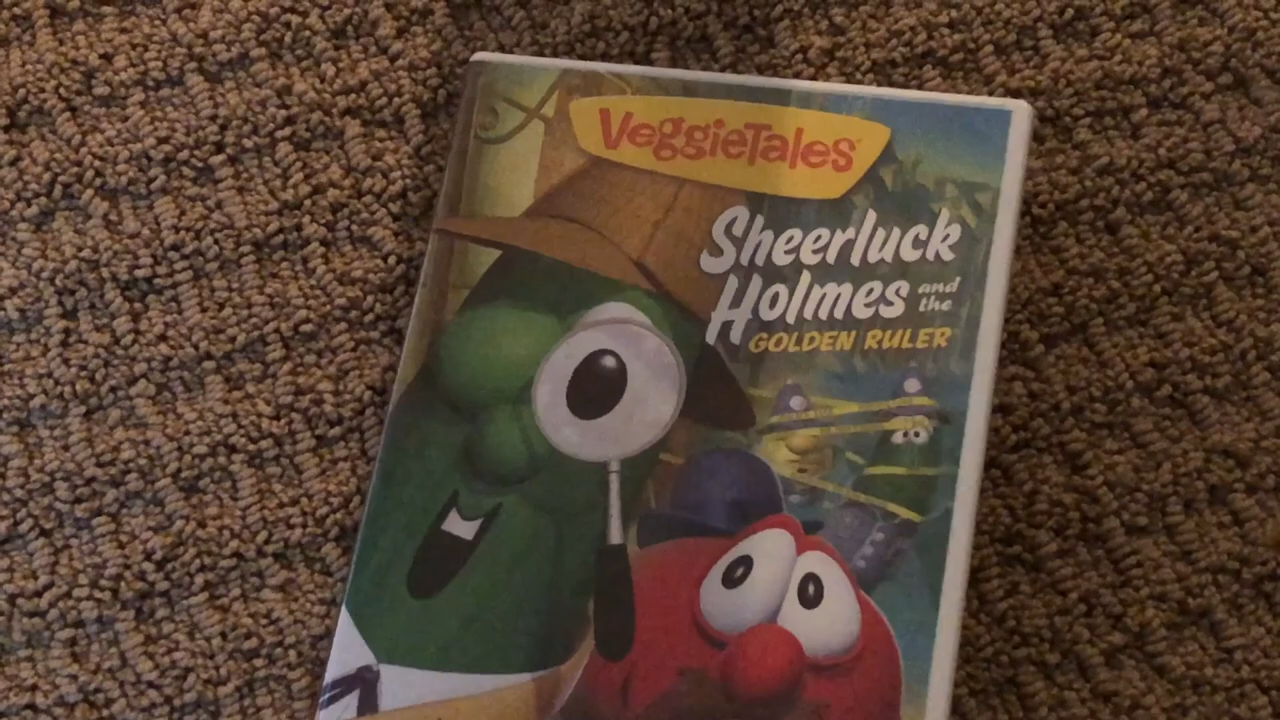 VeggieTales
Sheerluck
Holmes and
the
GOLDEN RULER